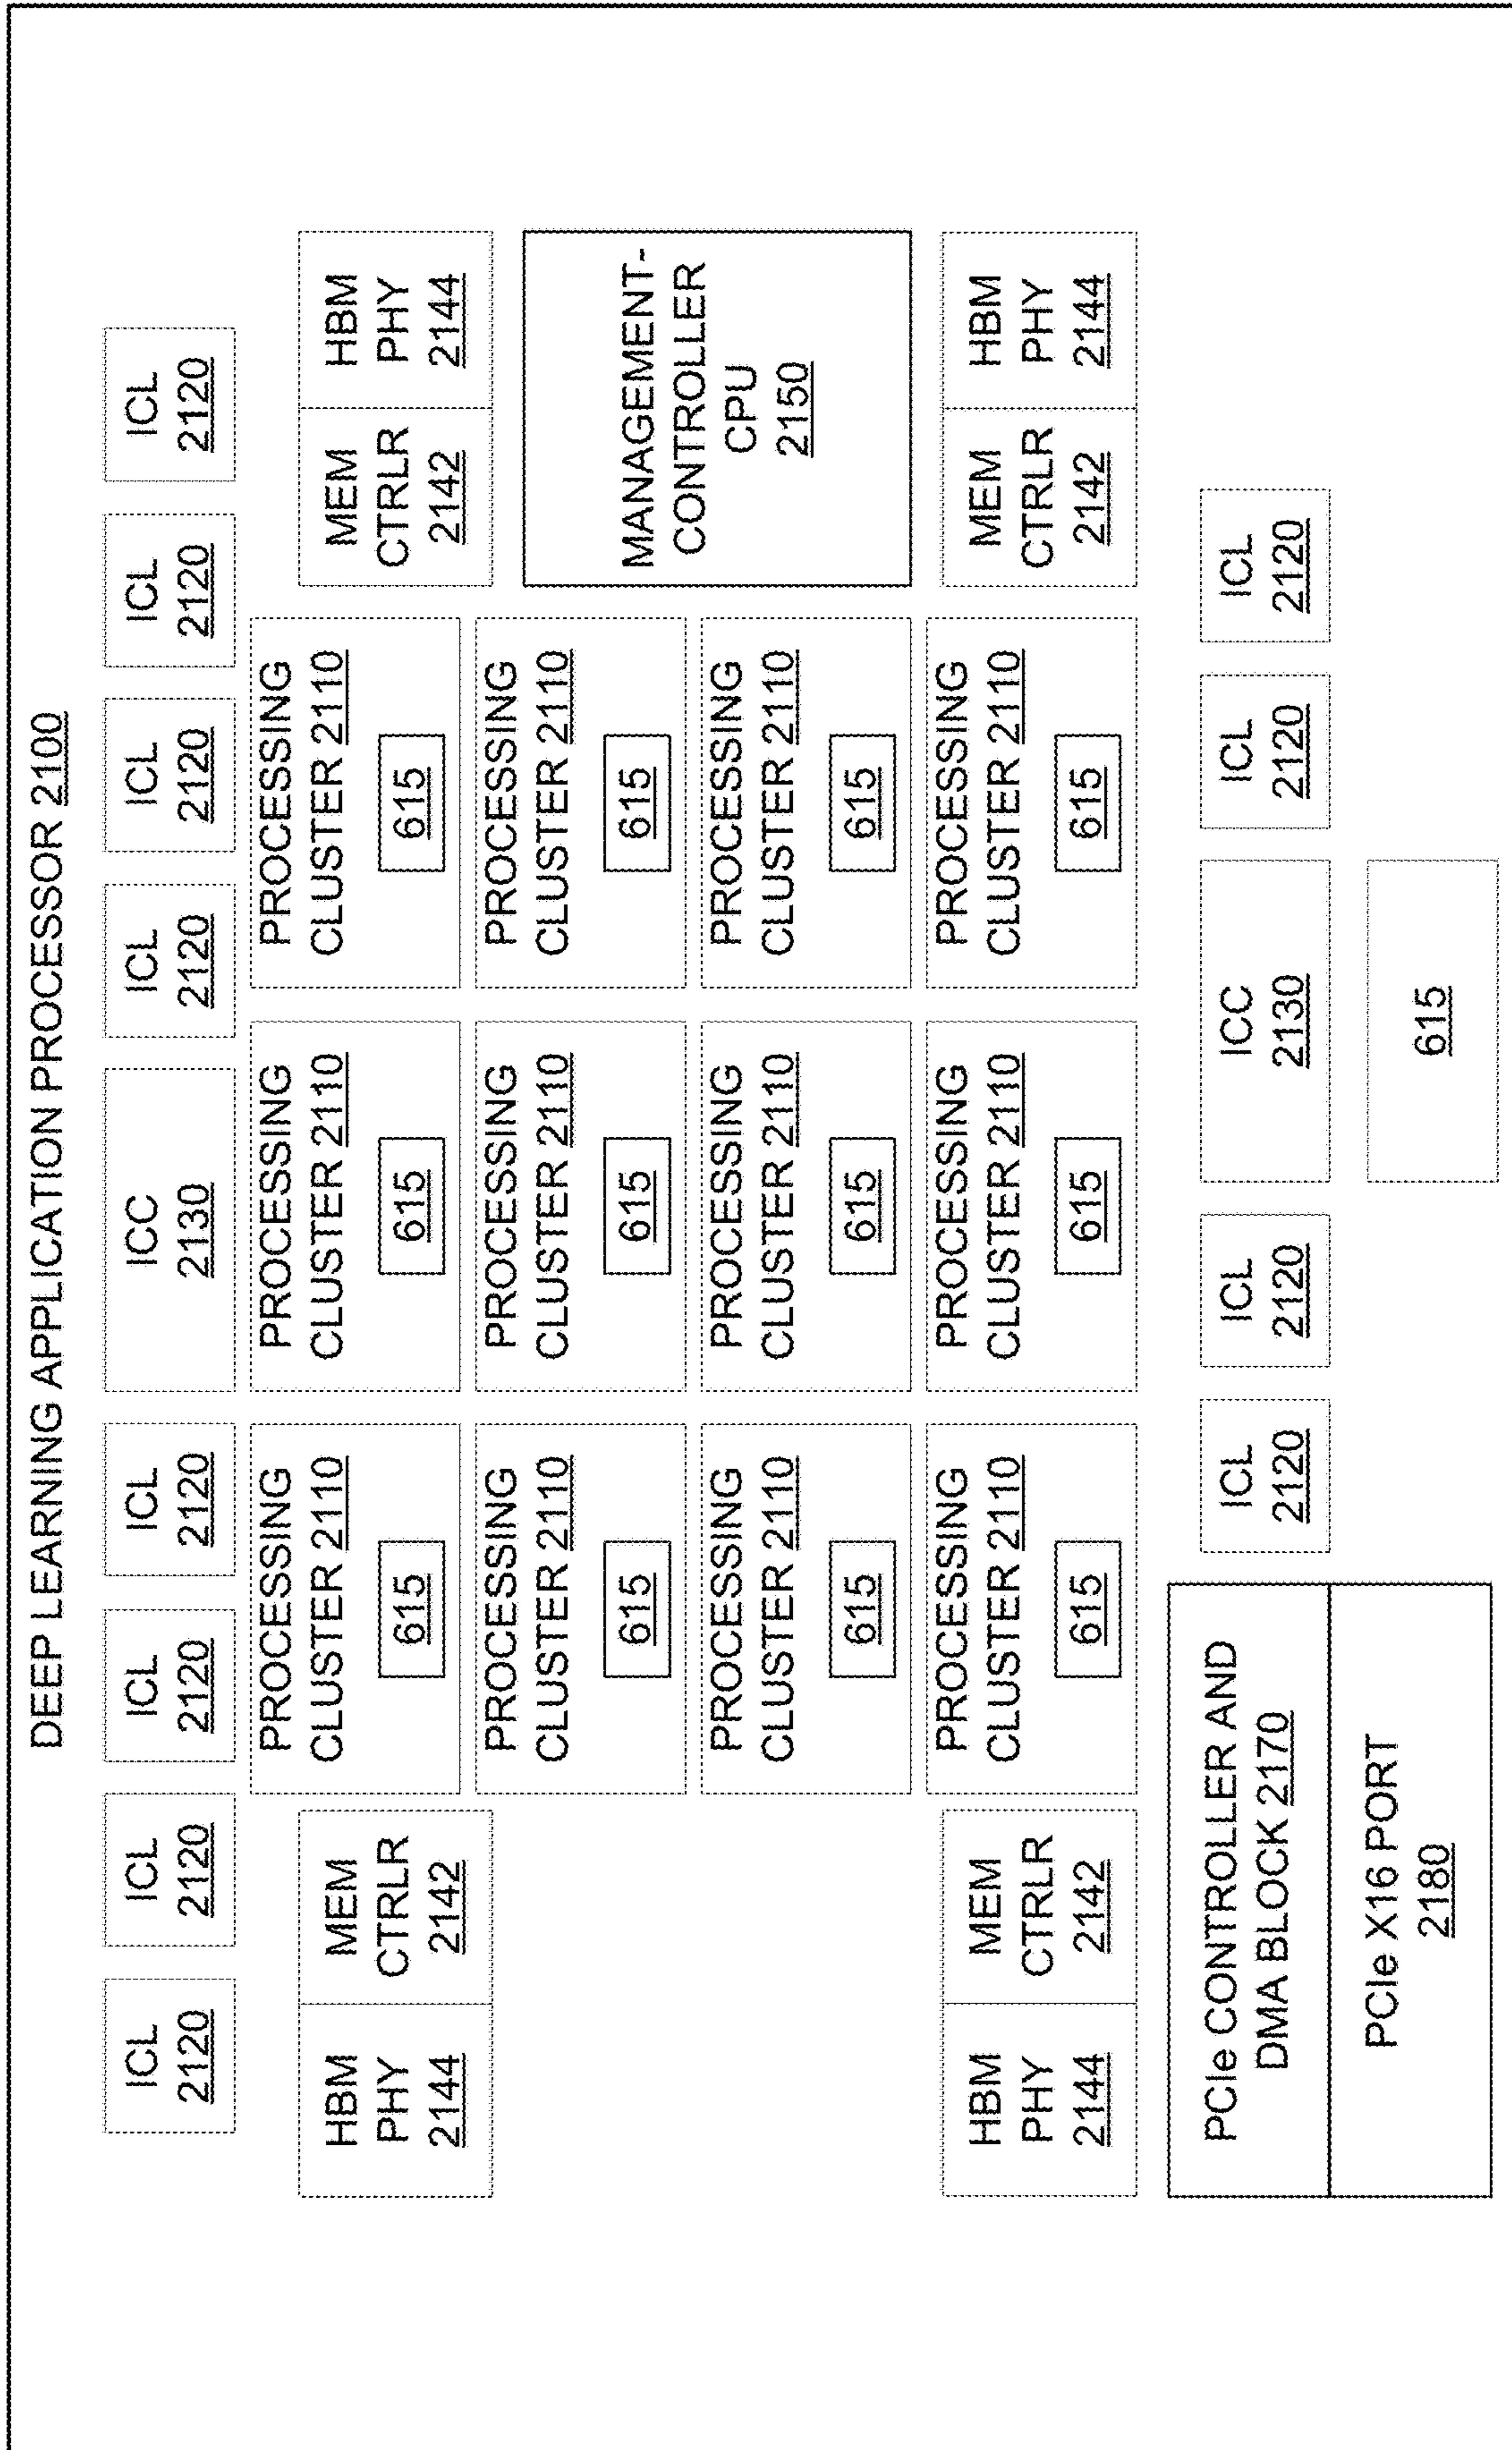 DEEP LEARNING APPLICATION PROCESSOR 2100
ICL
2120
ICL
2120
ICL
2120
ICL
2120
ICC
2130
ICL
2120
ICL
2120
ICL
2120
ICL
2120
HBM
PHY
2144
MEM
CTRLR
2142
PROCESSING
CLUSTER 2110
615
PROCESSING
CLUSTER 2110
615
PROCESSING
CLUSTER 2110
615
MEM
CTRLR
2142
HBM
PHY
2144
PROCESSING
CLUSTER 2110
615
PROCESSING
CLUSTER 2110
615
PROCESSING
CLUSTER 2110
615
MANAGEMENT-
CONTROLLER
CPU
2150
PROCESSING
CLUSTER 2110
615
PROCESSING
CLUSTER 2110
615
PROCESSING
CLUSTER 2110
615
HBM
PHY
2144
MEM
CTRLR
2142
PROCESSING
CLUSTER 2110
615
PROCESSING
CLUSTER 2110
615
PROCESSING
CLUSTER 2110
615
MEM
CTRLR
2142
HBM
PHY
2144
PCIe CONTROLLER AND
DMA BLOCK 2170
ICL
2120
ICL
2120
ICC
2130
ICL
2120
ICL
2120
PCIe X16 PORT
2180
615